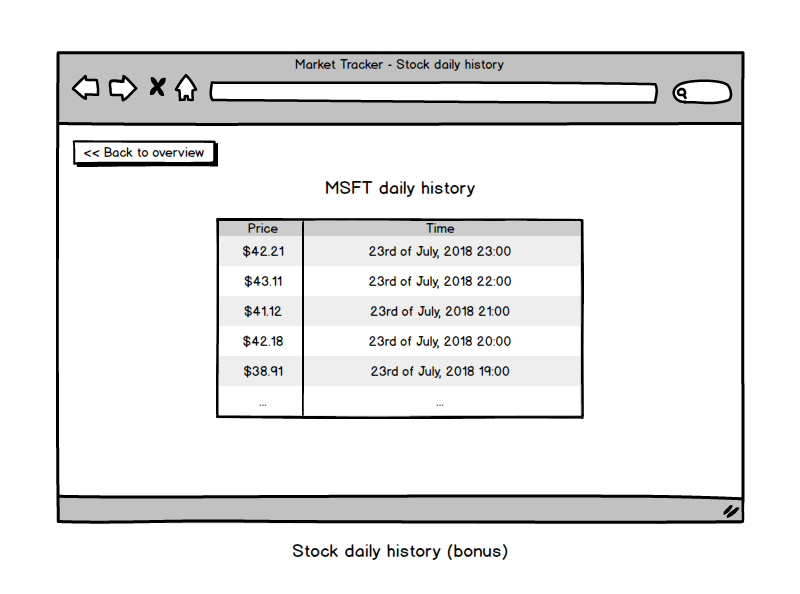 Market Tracker - Stock daily history
<< Back to overview
MSFT daily history
Price Time
$42.21 23rd of July, 2018 23:00
$43.11 23rd of July, 2018 22:00
$41.12 23rd of July, 2018 21:00
$42.18 23rd of July, 2018 20:00
$38.91 23rd of July, 2018 19:00
... ...
Stock daily history (bonus)